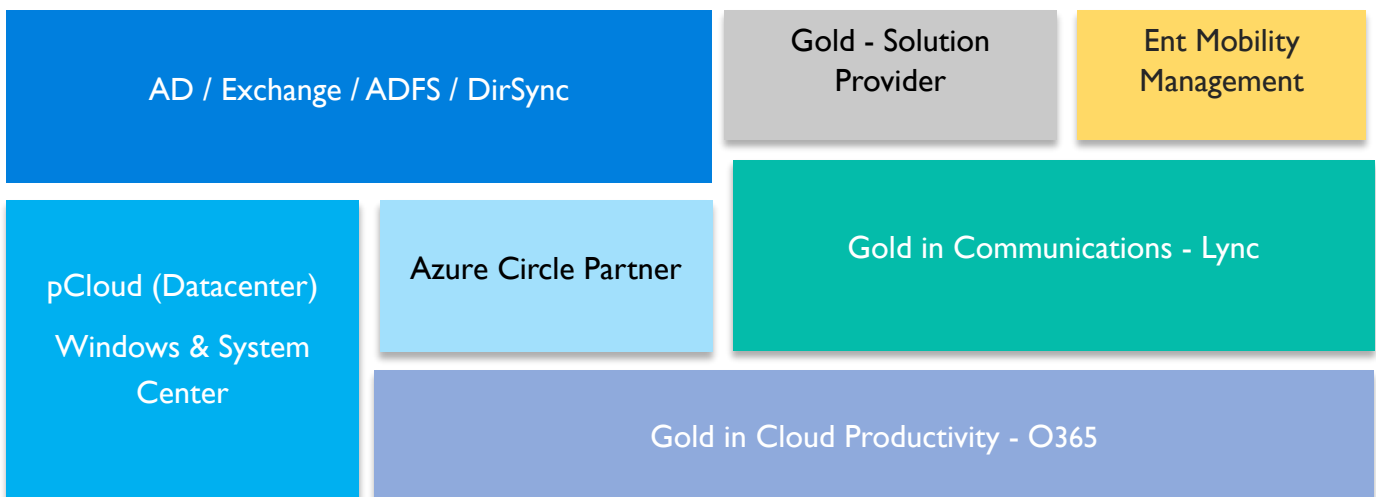 AD / Exchange / ADFS / DirSync
Gold - Solution
Provider
Ent Mobility
Management
pCloud (Datacenter)
Windows & System
Center
Azure Circle Partner
Gold in Communications - Lync
Gold in Cloud Productivity - O365